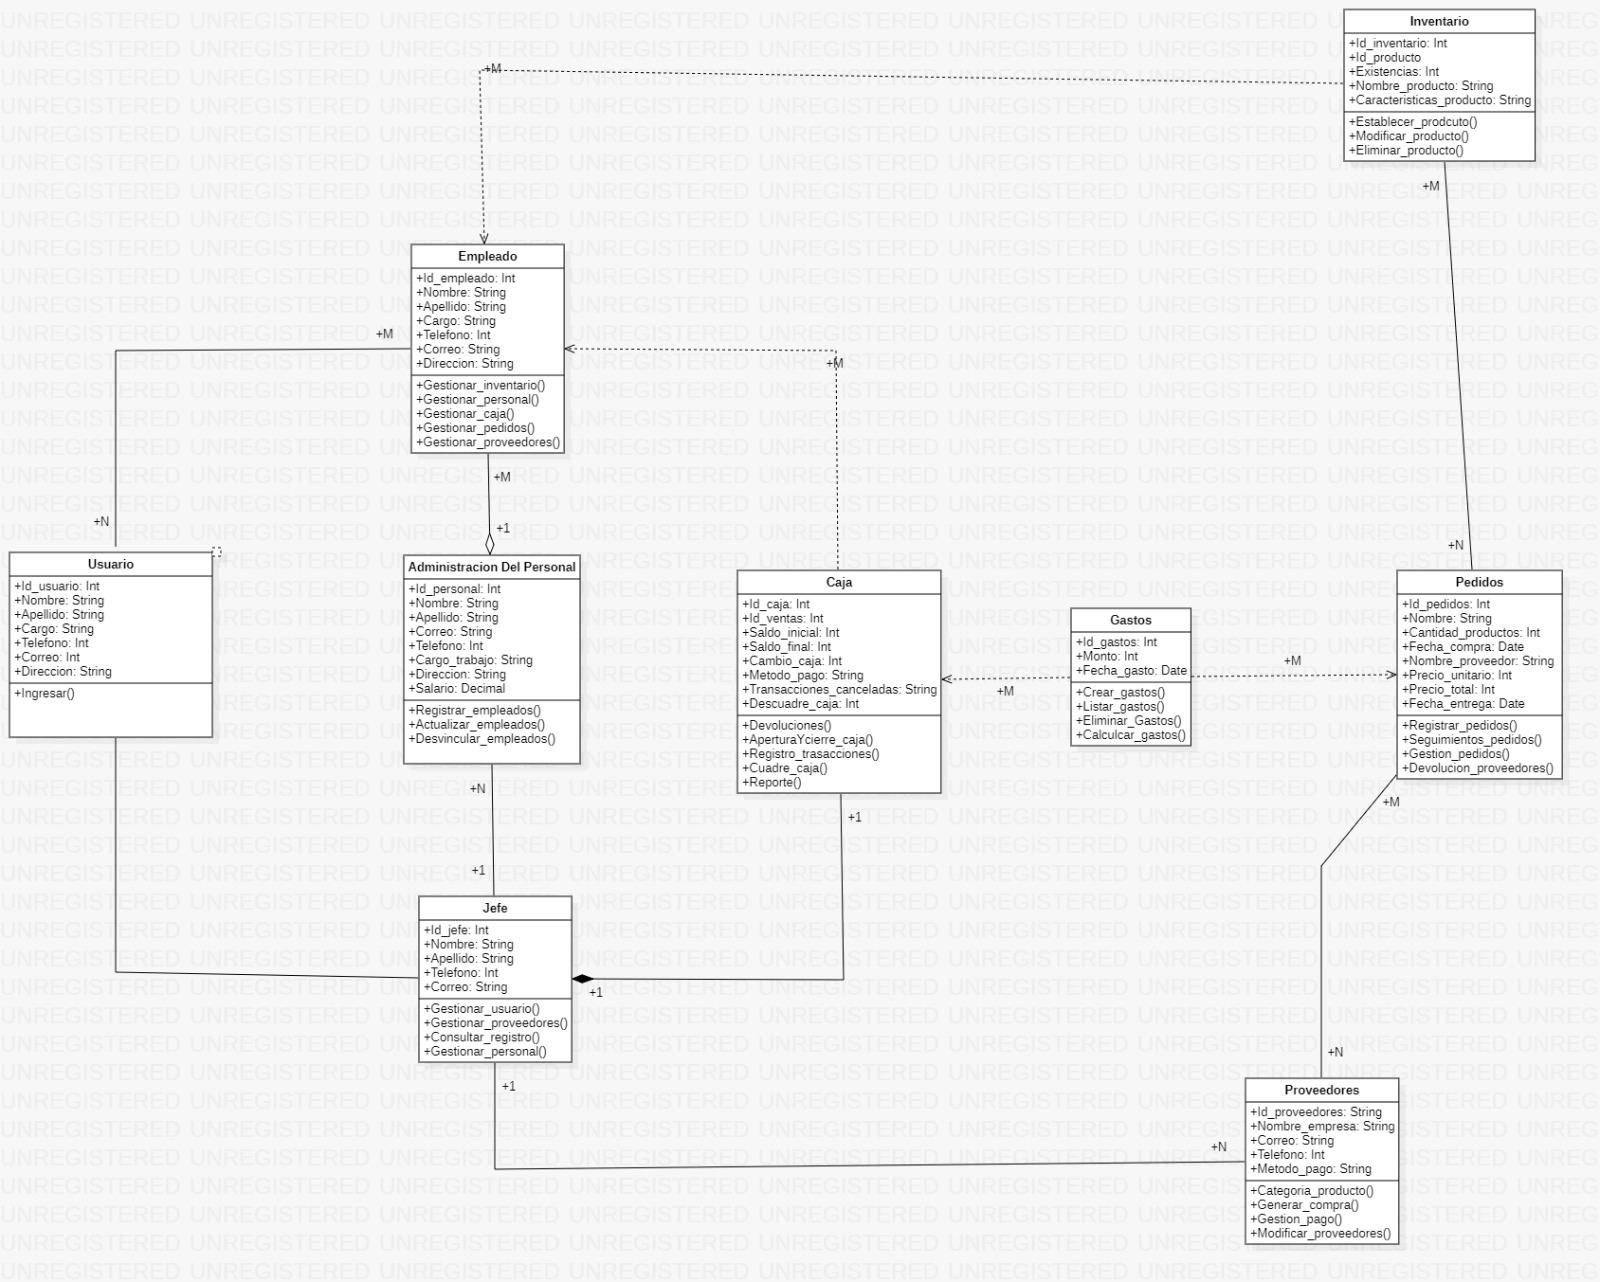 Inventario
+Id_inventario: Int
+Id_producto
+Existencias: Int
+Nombre_producto: String
+Caracteristicas_producto: String
+Establecer_prodcuto()
+Modificar_producto()
+Eliminar_producto()
+M
+M
Empleado
+Id_empleado: Int
+Nombre: String
+Apellido: String
+Cargo: String
+Telefono: Int
+Correo: String
+Direccion: String
+Gestionar_inventario()
+Gestionar_personal()
+Gestionar_caja()
+Gestionar_pedidos()
+Gestionar_proveedores()
+M
+M
+M
+1
+N
+N
Usuario
+Id_usuario: Int
+Nombre: String
+Apellido: String
+Cargo: String
+Telefono: Int
+Correo: Int
+Direccion: String
+Ingresar()
Administracion Del Personal
+Id_personal: Int
+Nombre: String
+Apellido: String
+Correo: String
+Telefono: Int
+Cargo_trabajo: String
+Direccion: String
+Salario: Decimal
+Registrar_empleados()
+Actualizar_empleados()
+Desvincular_empleados()
+N
+1
Caja
+Id_caja: Int
+Id_ventas: Int
+Saldo_inicial: Int
+Saldo_final: Int
+Cambio_caja: Int
+Metodo_pago: String
+Transacciones_canceladas: String
+Descuadre_caja: Int
+Devoluciones()
+AperturaYcierre_caja()
+Registro_trasacciones()
+Cuadre_caja()
+Reporte()
+1
+M
Gastos
+Id_gastos: Int
+Monto: Int
+Fecha_gasto: Date
+Crear_gastos()
+Listar_gastos()
+Eliminar_Gastos()
+Calculcar_gastos()
+M
Pedidos
+Id_pedidos: Int
+Nombre: String
+Cantidad_productos: Int
+Fecha_compra: Date
+Nombre_proveedor: String
+Precio_unitario: Int
+Precio_total: Int
+Fecha_entrega: Date
+Registrar_pedidos()
+Seguimientos_pedidos()
+Gestion_pedidos()
+Devolucion_proveedores()
+M
Jefe
+Id_jefe: Int
+Nombre: String
+Apellido: String
+Telefono: Int
+Correo: String
+Gestionar_usuario()
+Gestionar_proveedores()
+Consultar_registro()
+Gestionar_personal()
+1
+1
+N
+N
Proveedores
+Id_proveedores: String
+Nombre_empresa: String
+Correo: String
+Telefono: Int
+Metodo_pago: String
+Categoria_producto()
+Generar_compra()
+Gestion_pago()
+Modificar_proveedores()